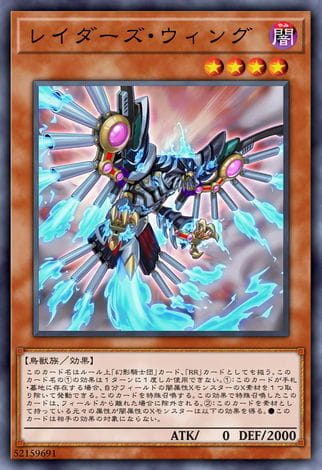 レイダーズ・ウィング
闇
【鳥獣族／効果】
このカード名はルール上「幻影騎士団」カード、「RR」カードとしても扱う。この
カード名の①の効果は１ターンに１度しか使用できない。①：このカードが手札
・墓地に存在する場合、自分フィールドの闇属性Xモンスターの X素材を１つ取
り除いて発動できる。このカードを特殊召喚する。この効果で特殊召喚したこ
のカードは、フィールドから離れた場合に除外される。②：このカードを素材とし
て持っている元々の属性が闇属性のXモンスターは以下の効果を得る。●この
カードは相手の効果の対象にならない。
ATK/ 0 DEF/2000
52159691